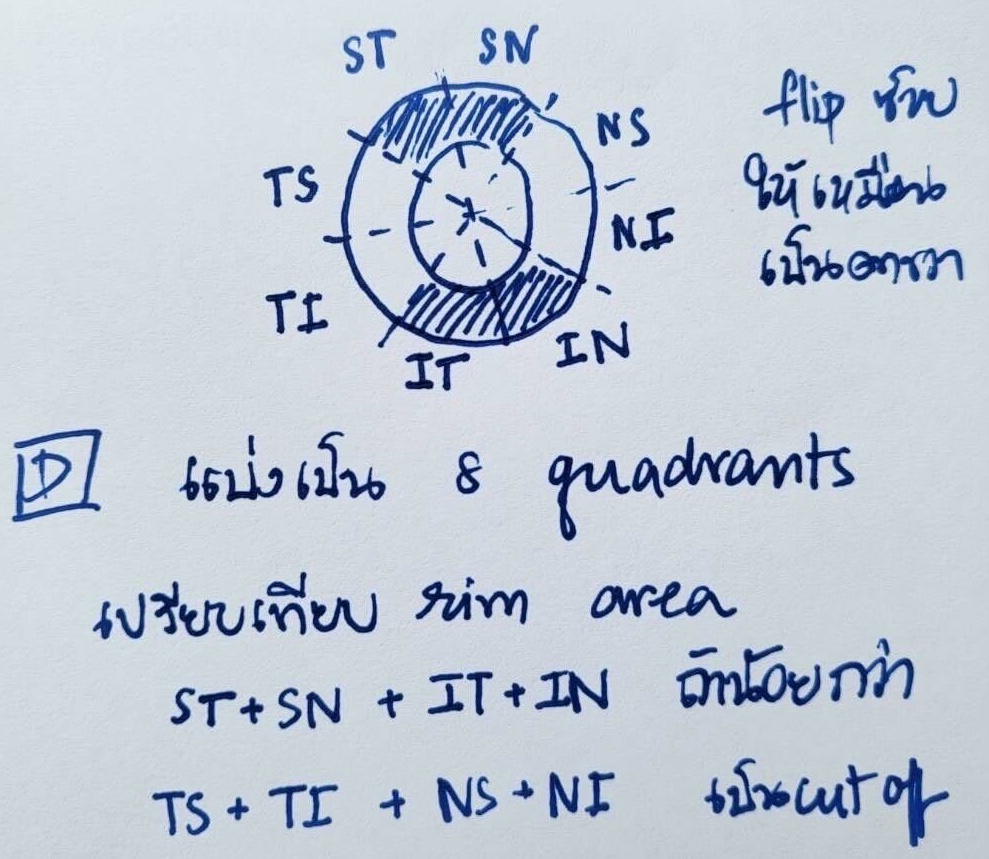 ST SN
NS
TS
NI
TI
IT IN
flip ซ้าย
ให้เหมือน
เป็นตาขวา
D แบ่งเป็น 8 quadrants
เปรียบเทียบ rim area
ST + SN + IT + IN ถ้าน้อยกว่า
TS + TI + NS + NI เป็น cut off